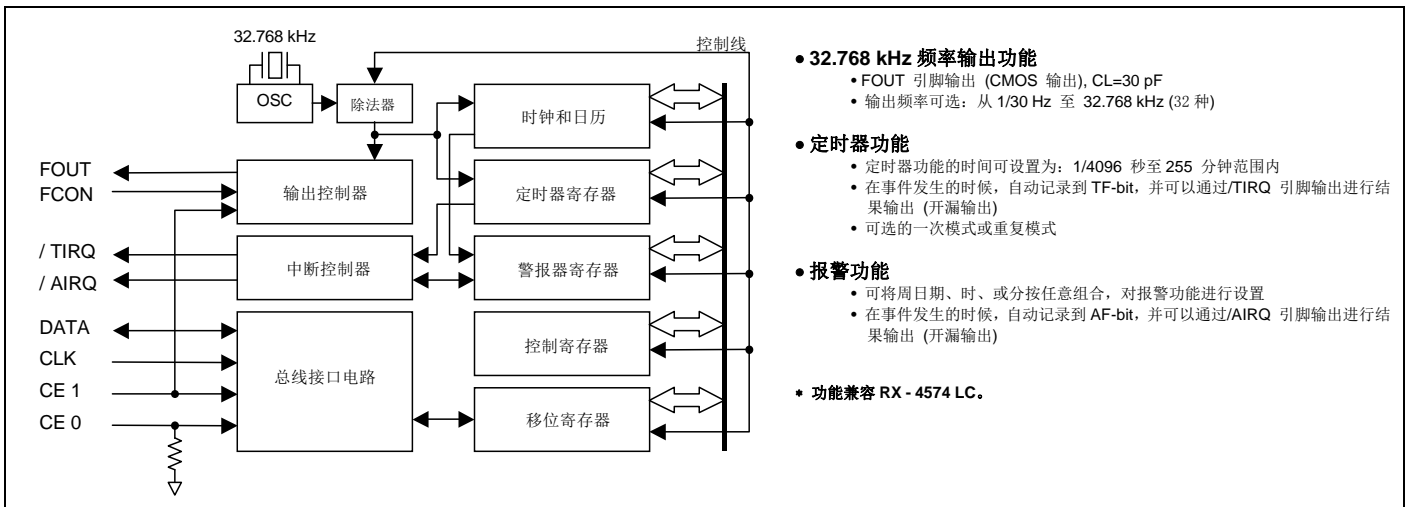 32.768 kHz
控制线
OSC
除法器
时钟和日历
FOUT
FCON
输出控制器
定时器寄存器
/ TIRQ
/ AIRQ
中断控制器
警报器寄存器
DATA
CLK
CE 1
CE 0
总线接口电路
控制寄存器
移位寄存器
● 32.768 kHz 频率输出功能
• FOUT 引脚输出 (CMOS 输出), CL=30 pF
• 输出频率可选：从 1/30 Hz 至 32.768 kHz (32 种)
● 定时器功能
• 定时器功能的时间可设置为：1/4096 秒至 255 分钟范围内
• 在事件发生的时候，自动记录到 TF-bit，并可以通过/TIRQ 引脚输出进行结
果输出 (开漏输出)
• 可选的一次模式或重复模式
● 报警功能
• 可将周日期、时、或分按任意组合，对报警功能进行设置
• 在事件发生的时候，自动记录到 AF-bit，并可以通过/AIRQ 引脚输出进行结
果输出 (开漏输出)
* 功能兼容 RX - 4574 LC。